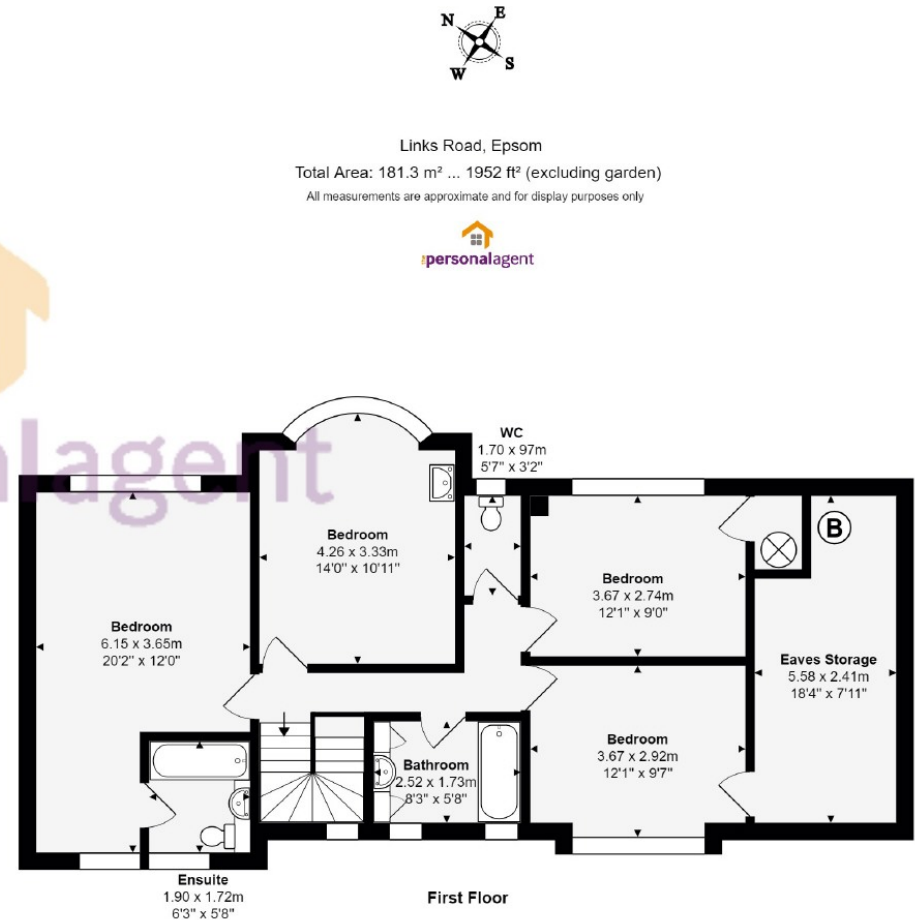 N
E
W
S
Links Road, Epsom
Total Area: 181.3 m² ... 1952 ft² (excluding garden)
All measurements are approximate and for display purposes only
personalagent
nalagent
WC
1.70 x 97m
5'7" x 3'2"
Bedroom
4.26 x 3.33m
14'0" x 10'11"
B
Bedroom
3.67 x 2.74m
12'1" x 9'0"
Bedroom
6.15 x 3.65m
20'2" x 12'0"
Eaves Storage
5.58 x 2.41m
18'4" x 7'11"
Bedroom
3.67 x 2.92m
12'1" x 9'7"
Bathroom
2.52 x 1.73m
8'3" x 5'8"
Ensuite
1.90 x 1.72m
6'3" x 5'8"
First Floor